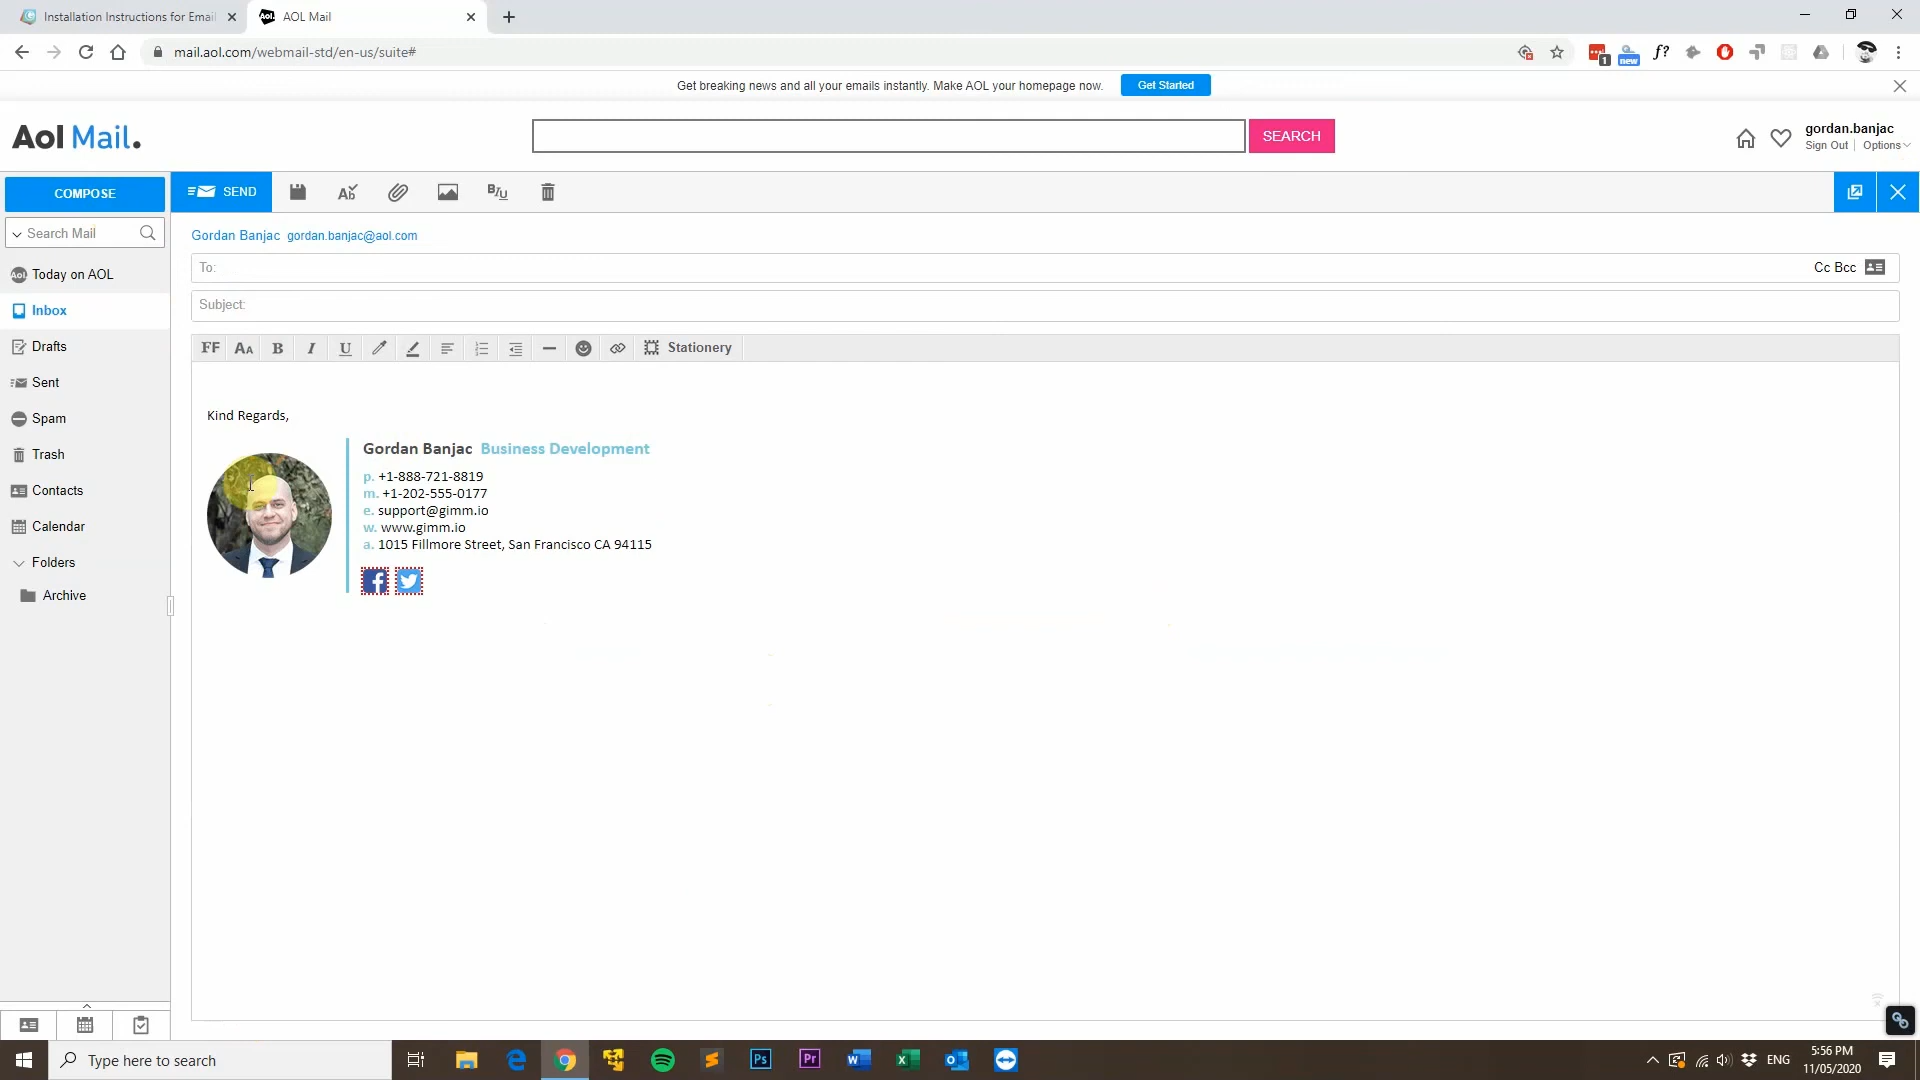 Installation Instructions for Email
AOL Mail
mail.aol.com/webmail-std/en-us/suite#
Get breaking news and all your emails instantly. Make AOL your homepage now.
Get Started
Aol Mail.
SEARCH
gordan.banjac
Sign Out | Options
COMPOSE
SEND
Search Mail
Gordan Banjac gordan.banjac@aol.com
To:
Cc Bcc
Subject:
Today on AOL
Inbox
Drafts
Sent
Spam
Trash
Contacts
Calendar
Folders
Archive
FF AA B I U Stationery
Kind Regards,
Gordan Banjac Business Development
p. +1-888-721-8819
m. +1-202-555-0177
e. support@gimm.io
w. www.gimm.io
a. 1015 Fillmore Street, San Francisco CA 94115
Type here to search
ENG
5:56 PM
11/05/2020